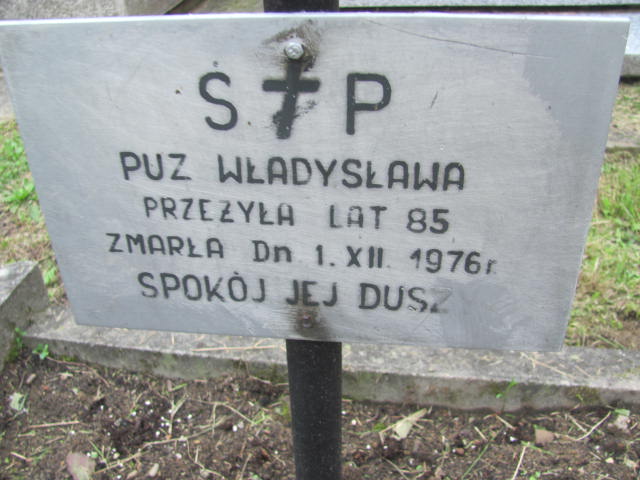 Ś P
PUZ WŁADYSŁAWA
PRZEŻYŁA LAT 85
ZMARŁA Dn 1. XII 1976 r.
SPOKÓJ JEJ DUSZ